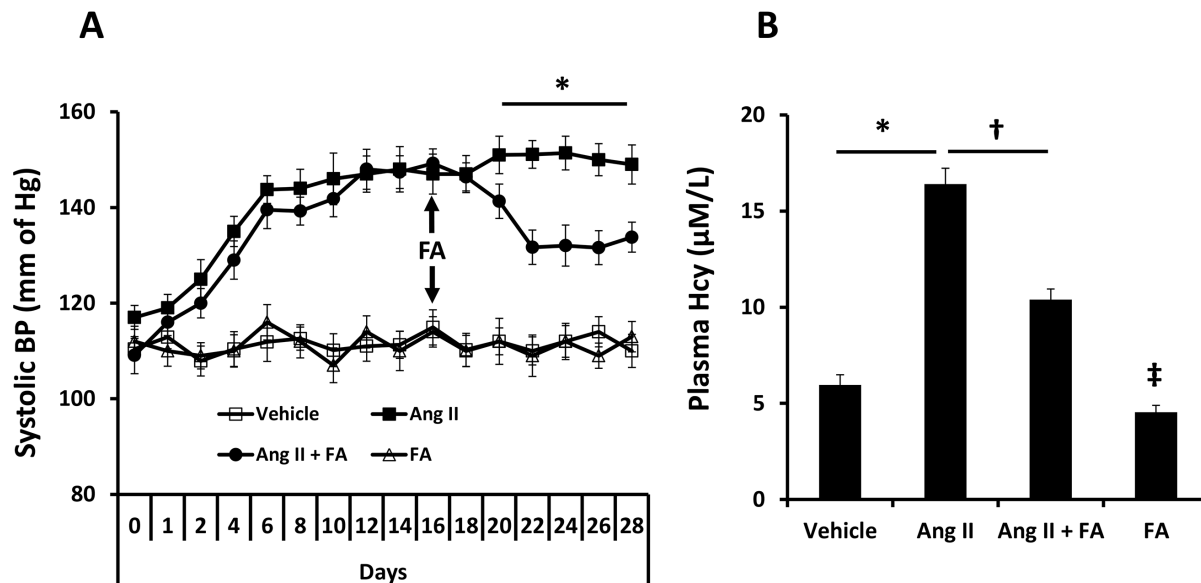 A
Systolic BP (mm of Hg)
160
140
120
100
80
*
FA
Vehicle
Ang II
Ang II + FA
FA
0 1 2 4 6 8 10 12 14 16 18 20 22 24 26 28
Days
B
Plasma Hcy (μM/L)
20
15
10
5
0
* †
‡
Vehicle Ang II Ang II + FA FA